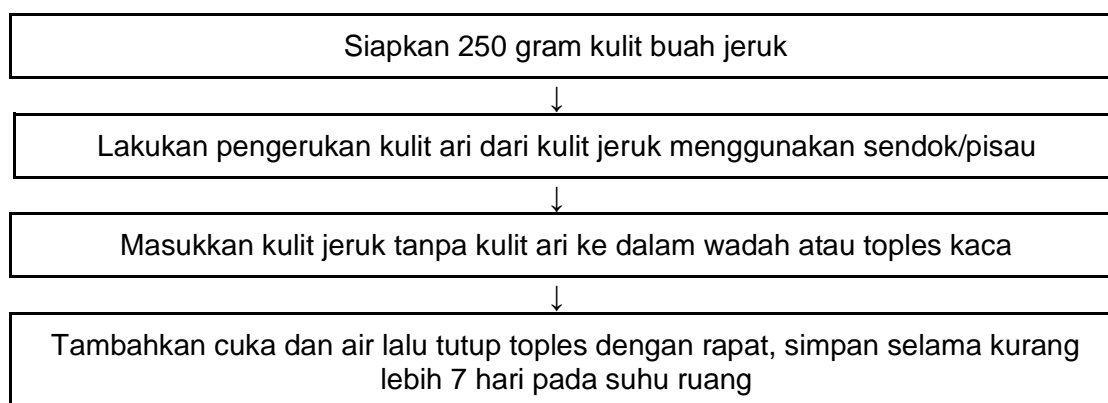 Siapkan 250 gram kulit buah jeruk
↓
Lakukan pengerukan kulit ari dari kulit jeruk menggunakan sendok/pisau
↓
Masukkan kulit jeruk tanpa kulit ari ke dalam wadah atau toples kaca
↓
Tambahkan cuka dan air lalu tutup toples dengan rapat, simpan selama kurang
lebih 7 hari pada suhu ruang